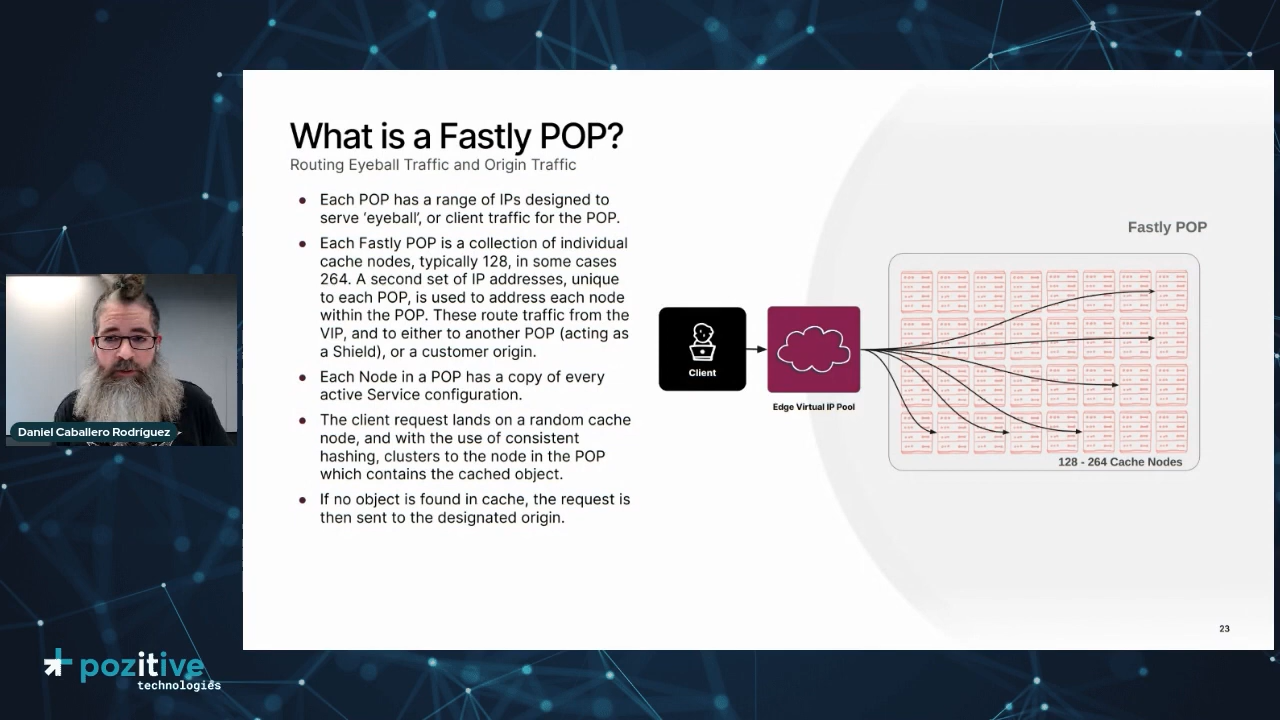 What is a Fastly POP?
Routing Eyeball Traffic and Origin Traffic
● Each POP has a range of IPs designed to
serve 'eyeball', or client traffic for the POP.
● Each Fastly POP is a collection of individual
cache nodes, typically 128, in some cases
264. A second set of IP addresses, unique
to each POP, is used to address each node
within the POP. These route traffic from the
VIP, and to either to another POP (acting as
a Shield), or a customer origin.
● Each Node in a POP has a copy of every
active Service configuration.
● The client request lands on a random cache
node, and with the use of consistent
hashing, clusters to the node in the POP
which contains the cached object.
● If no object is found in cache, the request is
then sent to the designated origin.
Client
Edge Virtual IP Pool
Fastly POP
128 - 264 Cache Nodes
23
Daniel Caballero Rodríguez
pozitive
technologies